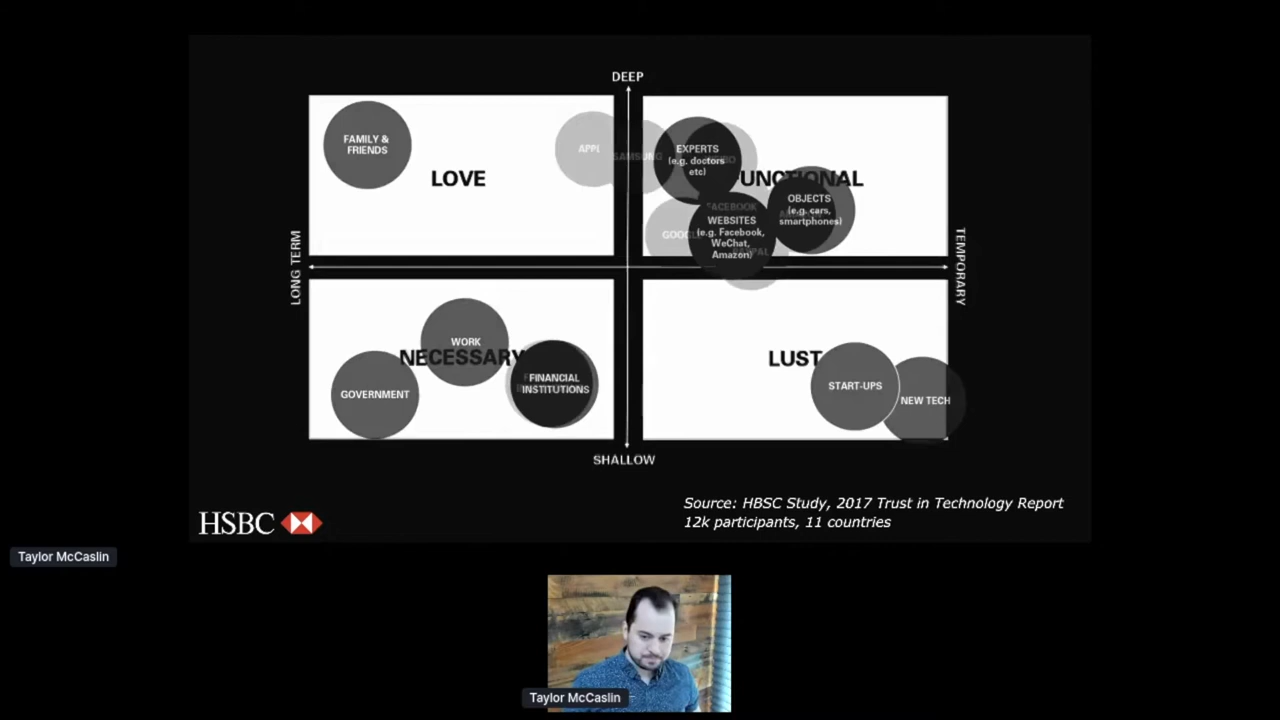 DEEP
FAMILY &
FRIENDS
LOVE
SAMSUNG
EXPERTS
(e.g. doctors
etc)
FUNCTIONAL
FACEBOOK
WEBSITES
(e.g. Facebook,
WeChat,
Amazon)
OBJECTS
(e.g. cars,
smartphones)
LONG TERM
TEMPORARY
WORK
NECESSARY
GOVERNMENT
FINANCIAL
INSTITUTIONS
LUST
START-UPS
NEW TECH
SHALLOW
Source: HBSC Study, 2017 Trust in Technology Report
12k participants, 11 countries
HSBC
Taylor McCaslin
Taylor McCaslin